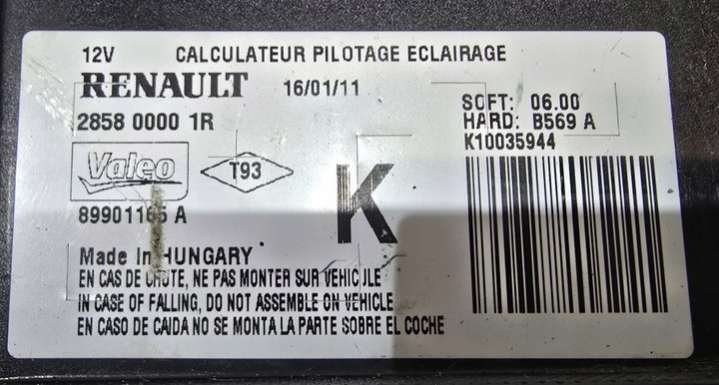 12V CALCULATEUR PILOTAGE ECLAIRAGE
RENAULT 16/01/11
2858 0000 1R
SOFT: 06.00
HARD: B569 A
K10035944
Valeo T93 K
89901165 A
Made In HUNGARY
EN CAS DE CHUTE, NE PAS MONTER SUR VEHICULE
IN CASE OF FALLING, DO NOT ASSEMBLE ON VEHICLE
EN CASO DE CAIDA NO SE MONTA LA PARTE SOBRE EL COCHE